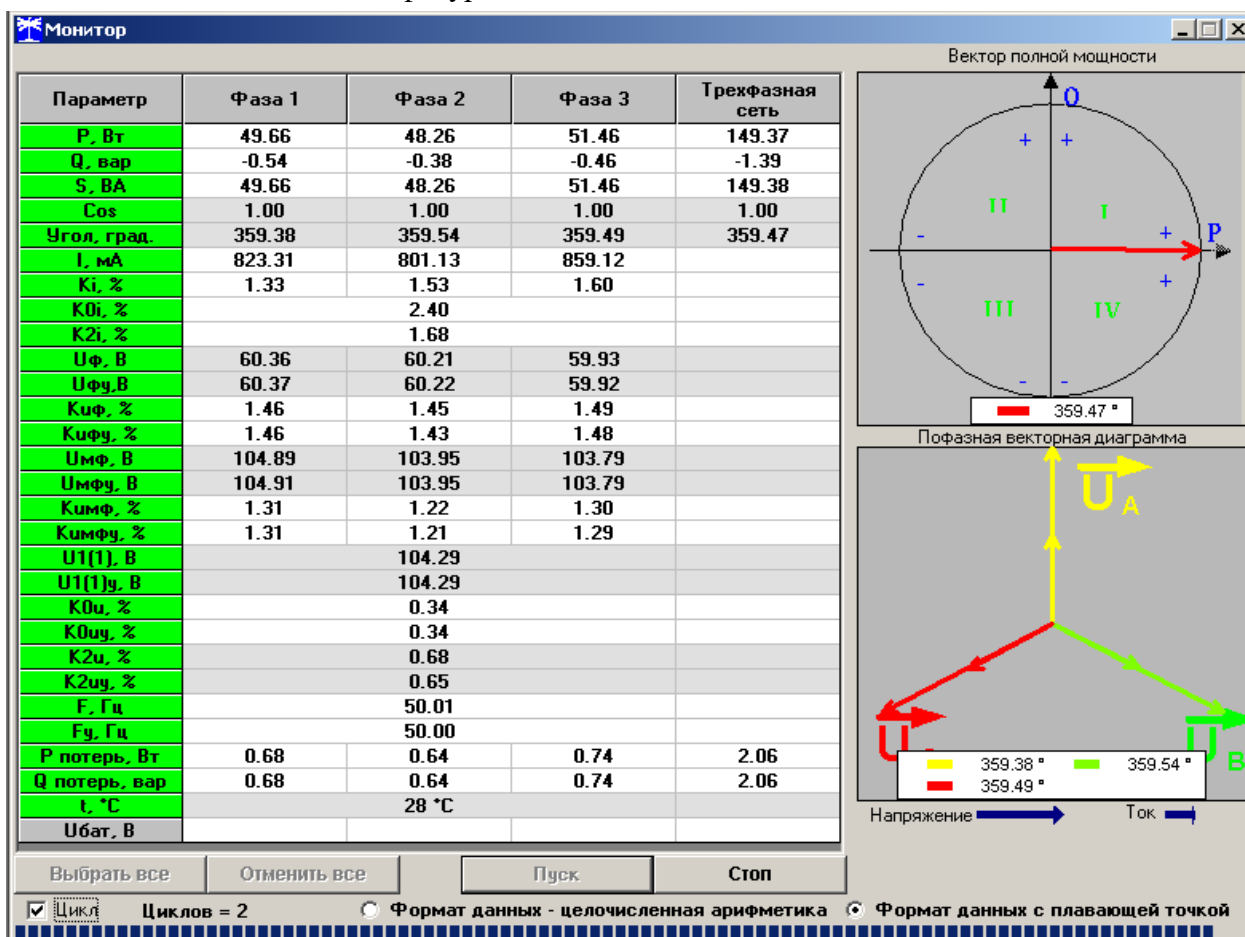 Монитор
Вектор полной мощности
Параметр Фаза 1 Фаза 2 Фаза 3 Трехфазная сеть
P, Вт 49.66 48.26 51.46 149.37
Q, вар -0.54 -0.38 -0.46 -1.39
S, ВА 49.66 48.26 51.46 149.38
Cos 1.00 1.00 1.00 1.00
Угол, град. 359.38 359.54 359.49 359.47
I, мА 823.31 801.13 859.12
Ki, % 1.33 1.53 1.60
K0i, % 2.40
K2i, % 1.68
Uф, В 60.36 60.21 59.93
Uфу,В 60.37 60.22 59.92
Kuф, % 1.46 1.45 1.49
Kuфу, % 1.46 1.43 1.48
Uмф, В 104.89 103.95 103.79
Uмфу, В 104.91 103.95 103.79
Kuмф, % 1.31 1.22 1.30
Kuмфу, % 1.31 1.21 1.29
U1(1), В 104.29
U1(1)у, В 104.29
K0u, % 0.34
K0uy, % 0.34
K2u, % 0.68
K2uy, % 0.65
F, Гц 50.01
Fy, Гц 50.00
P потерь, Вт 0.68 0.64 0.74 2.06
Q потерь, вар 0.68 0.64 0.74 2.06
t, °C 28 °C
Uбат, В
Q
+ +
II I
- + P
- +
III IV
- -
359.47 °
Пофазная векторная диаграмма
U A
U
U B
359.38 ° 359.54 °
359.49 °
Напряжение Ток
Выбрать все Отменить все Пуск Стоп
Цикл Циклов = 2 Формат данных - целочисленная арифметика Формат данных с плавающей точкой